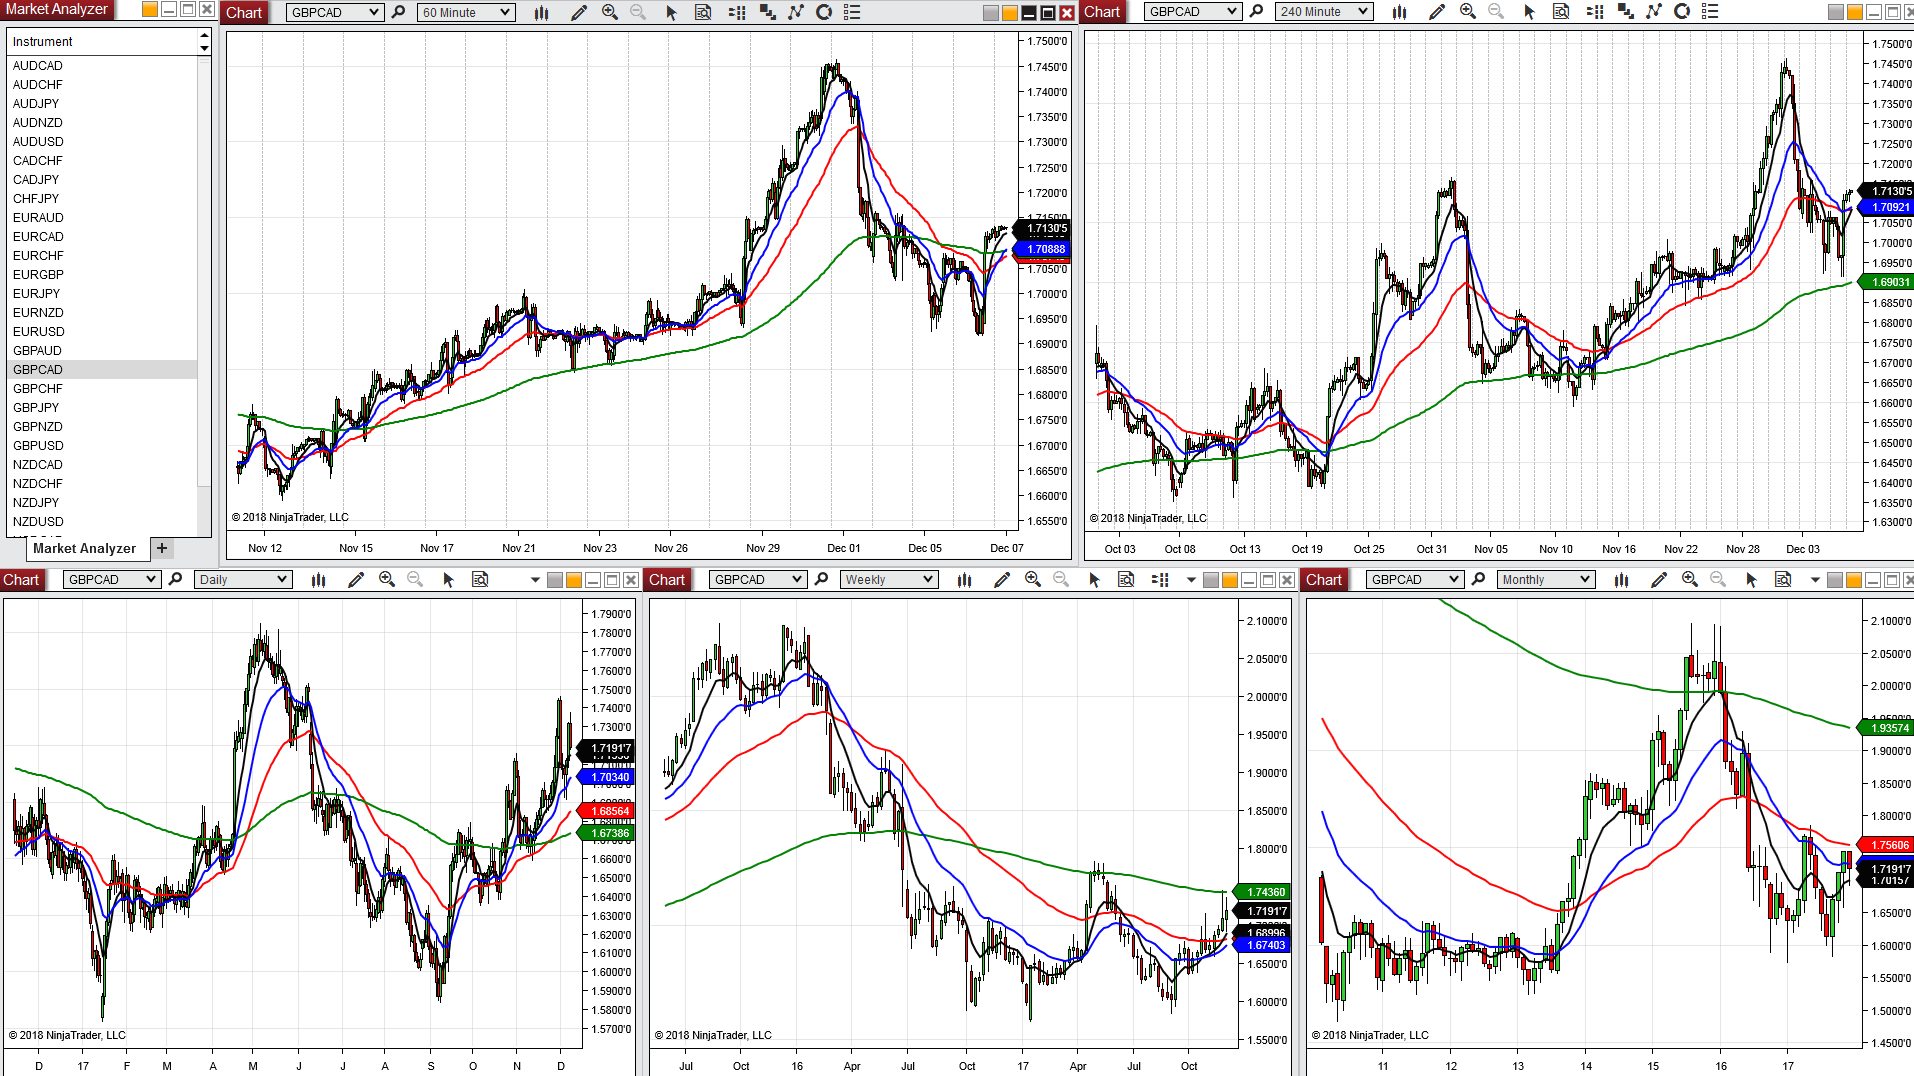 Market Analyzer
Instrument
AUDCAD
AUDCHF
AUDJPY
AUDNZD
AUDUSD
CADCHF
CADJPY
CHFJPY
EURAUD
EURCAD
EURCHF
EURGBP
EURJPY
EURNZD
EURUSD
GBPAUD
GBPCAD
GBPCHF
GBPJPY
GBPNZD
GBPUSD
NZDCAD
NZDCHF
NZDJPY
NZDUSD
Market Analyzer +
Chart GBPCAD 60 Minute
1.7500'0
1.7450'0
1.7400'0
1.7350'0
1.7300'0
1.7250'0
1.7200'0
1.7150'0
1.7130'5
1.70888
1.7050'0
1.7000'0
1.6950'0
1.6900'0
1.6850'0
1.6800'0
1.6750'0
1.6700'0
1.6650'0
1.6600'0
1.6550'0
© 2018 NinjaTrader, LLC
Nov 12 Nov 15 Nov 17 Nov 21 Nov 23 Nov 26 Nov 29 Dec 01 Dec 05 Dec 07
Chart GBPCAD 240 Minute
1.7500'0
1.7450'0
1.7400'0
1.7350'0
1.7300'0
1.7250'0
1.7200'0
1.7130'5
1.70921
1.7050'0
1.7000'0
1.6950'0
1.69031
1.6850'0
1.6800'0
1.6750'0
1.6700'0
1.6650'0
1.6600'0
1.6550'0
1.6500'0
1.6450'0
1.6400'0
1.6350'0
1.6300'0
© 2018 NinjaTrader, LLC
Oct 03 Oct 08 Oct 13 Oct 19 Oct 25 Oct 31 Nov 05 Nov 10 Nov 16 Nov 22 Nov 28 Dec 03
Chart GBPCAD Daily
1.7900'0
1.7800'0
1.7700'0
1.7600'0
1.7500'0
1.7400'0
1.7300'0
1.7191'7
1.70340
1.68564
1.67386
1.6600'0
1.6500'0
1.6400'0
1.6300'0
1.6200'0
1.6100'0
1.6000'0
1.5900'0
1.5800'0
1.5700'0
© 2018 NinjaTrader, LLC
D 17 F M A M J J A S O N D
Chart GBPCAD Weekly
2.1000'0
2.0500'0
2.0000'0
1.9500'0
1.9000'0
1.8500'0
1.8000'0
1.74360
1.7191'7
1.68996
1.67403
1.6500'0
1.6000'0
1.5500'0
© 2018 NinjaTrader, LLC
Jul Oct 16 Apr Jul Oct 17 Apr Jul Oct
Chart GBPCAD Monthly
2.1000'0
2.0500'0
2.0000'0
1.93574
1.9000'0
1.8500'0
1.8000'0
1.75606
1.7191'7
1.70157
1.6500'0
1.6000'0
1.5500'0
1.5000'0
1.4500'0
© 2018 NinjaTrader, LLC
11 12 13 14 15 16 17